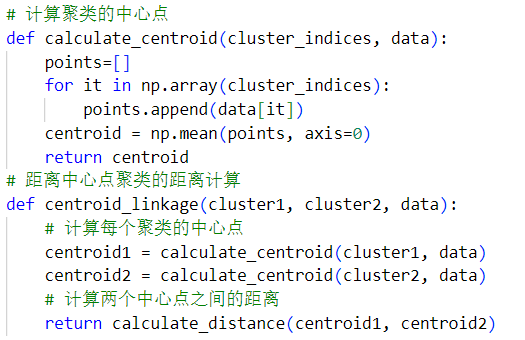 # 计算聚类的中心点
def calculate_centroid(cluster_indices, data):
    points=[]
    for it in np.array(cluster_indices):
        points.append(data[it])
    centroid = np.mean(points, axis=0)
    return centroid
# 距离中心点聚类的距离计算
def centroid_linkage(cluster1, cluster2, data):
    # 计算每个聚类的中心点
    centroid1 = calculate_centroid(cluster1, data)
    centroid2 = calculate_centroid(cluster2, data)
    # 计算两个中心点之间的距离
    return calculate_distance(centroid1, centroid2)